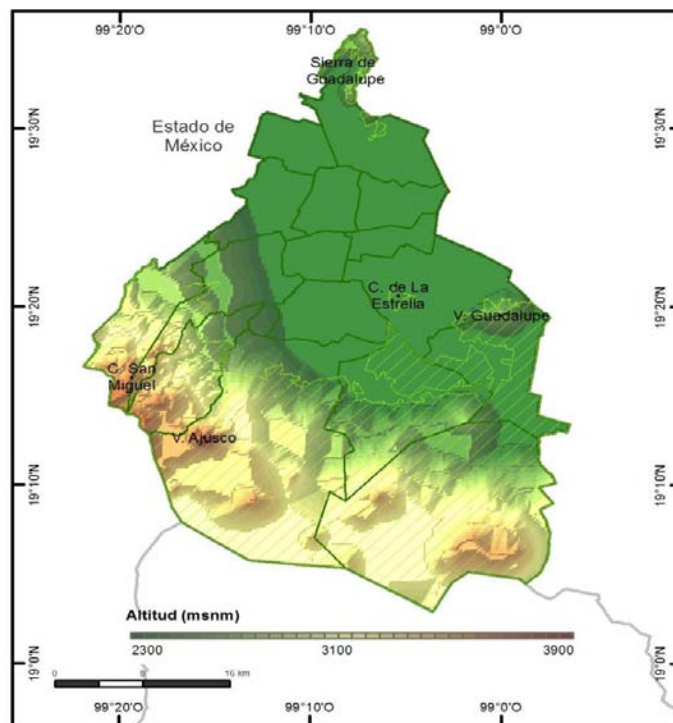 99°20'O 99°10'O 99°0'O
Sierra de
Guadalupe
19°30'N 19°30'N
Estado de
México
C. de La
Estrella
19°20'N 19°20'N
V. Guadalupe
C. San
Miguel
V. Ajusco
19°10'N 19°10'N
Altitud (msnm)
2300 3100 3900
19°0'N 19°0'N
0 8 16 km
99°20'O 99°10'O 99°0'O